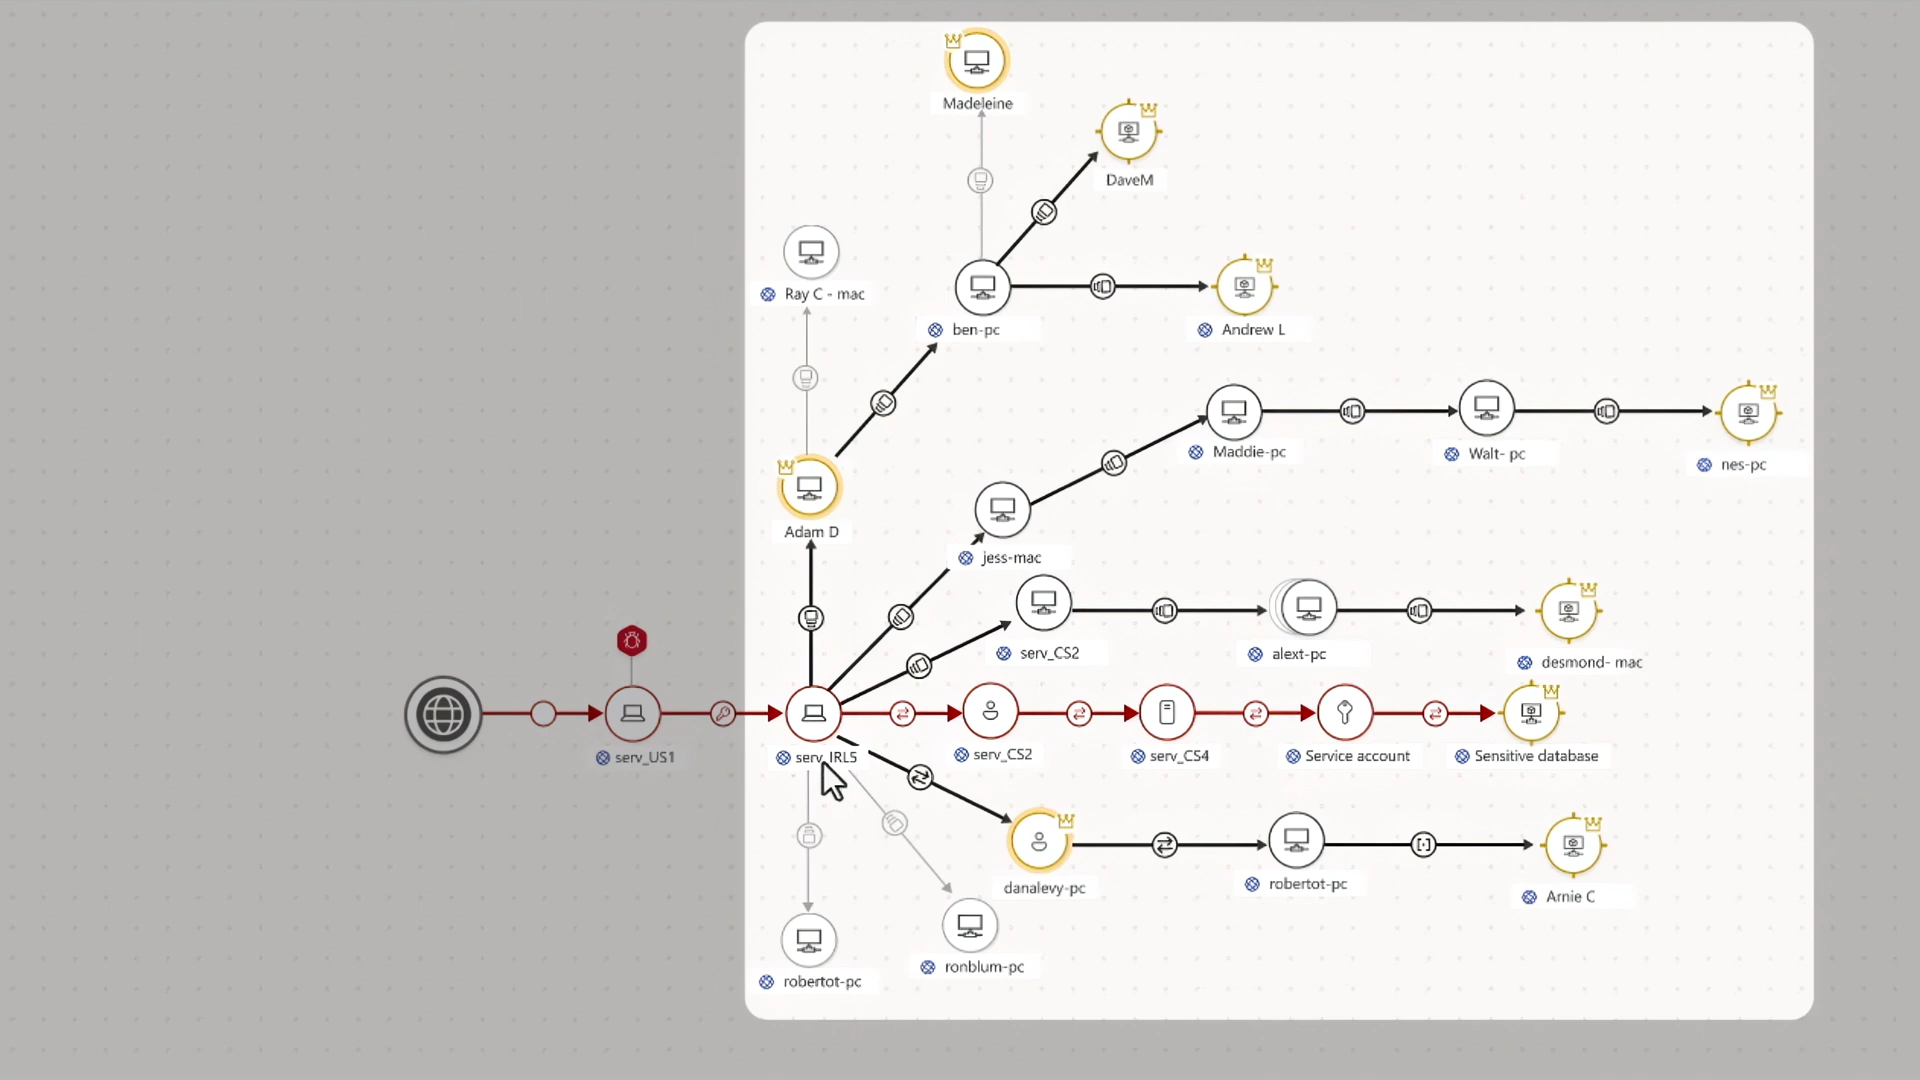 Madeleine
DaveM
Ray C - mac
ben-pc
Andrew L
Maddie-pc
Walt- pc
nes-pc
Adam D
jess-mac
serv_CS2
alext-pc
desmond- mac
serv_US1
serv_IRL5
serv_CS2
serv_CS4
Service account
Sensitive database
danalevy-pc
robertot-pc
Arnie C
ronblum-pc
robertot-pc